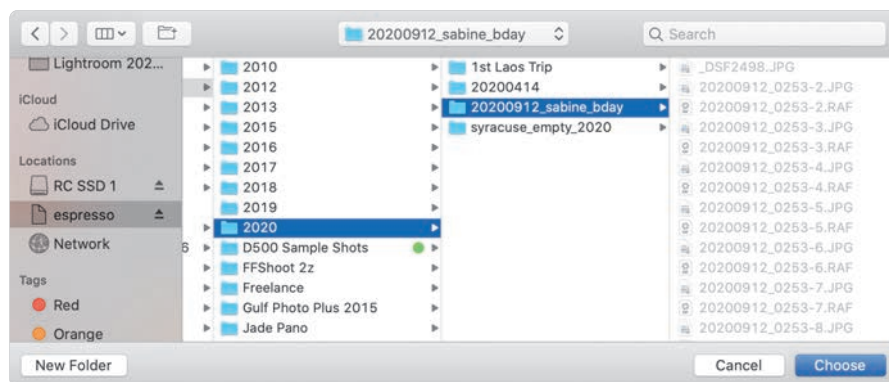 20200912_sabine_bday
Search
Lightroom 202...
iCloud
iCloud Drive
Locations
RC SSD 1
espresso
Network
Tags
Red
Orange
6
2010
2012
2013
2015
2016
2017
2018
2019
2020
D500 Sample Shots
FFShoot 2z
Freelance
Gulf Photo Plus 2015
Jade Pano
1st Laos Trip
20200414
20200912_sabine_bday
syracuse_empty_2020
_DSF2498.JPG
20200912_0253-2.JPG
20200912_0253-2.RAF
20200912_0253-3.JPG
20200912_0253-3.RAF
20200912_0253-4.JPG
20200912_0253-4.RAF
20200912_0253-5.JPG
20200912_0253-5.RAF
20200912_0253-6.JPG
20200912_0253-6.RAF
20200912_0253-7.JPG
20200912_0253-7.RAF
20200912_0253-8.JPG
New Folder
Cancel
Choose